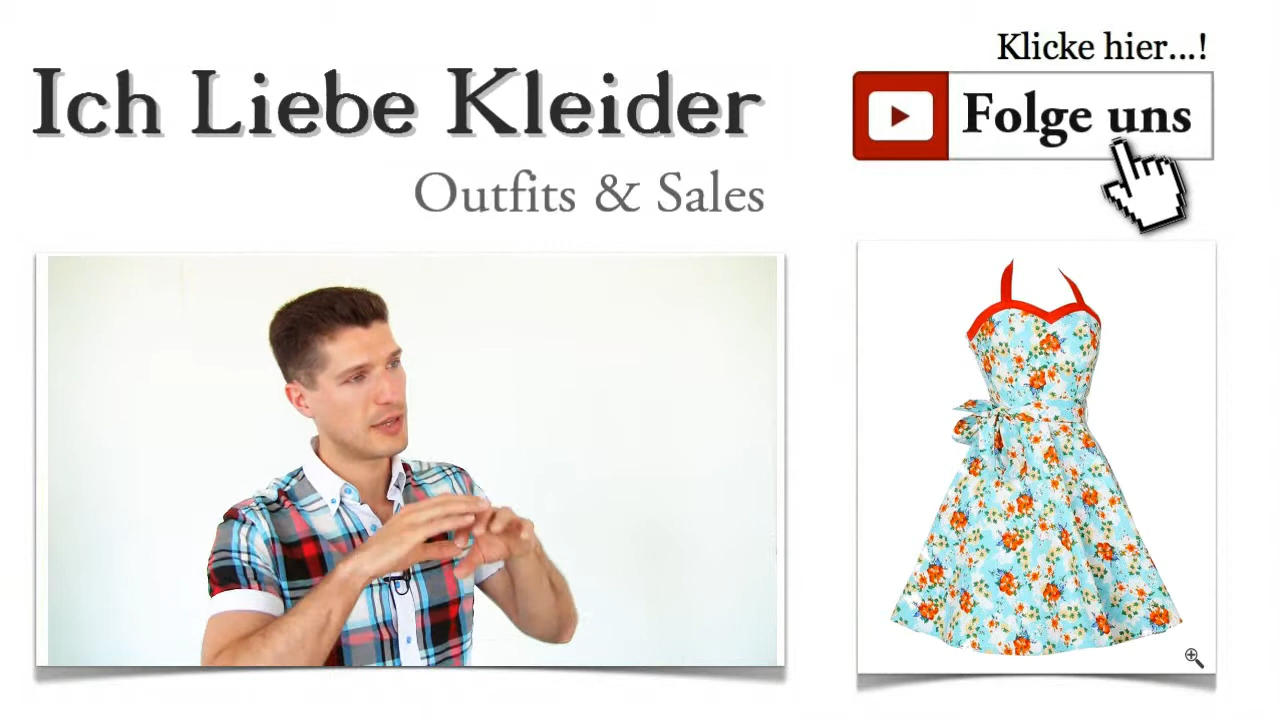 Ich Liebe Kleider
Outfits & Sales
Klicke hier...!
Folge uns